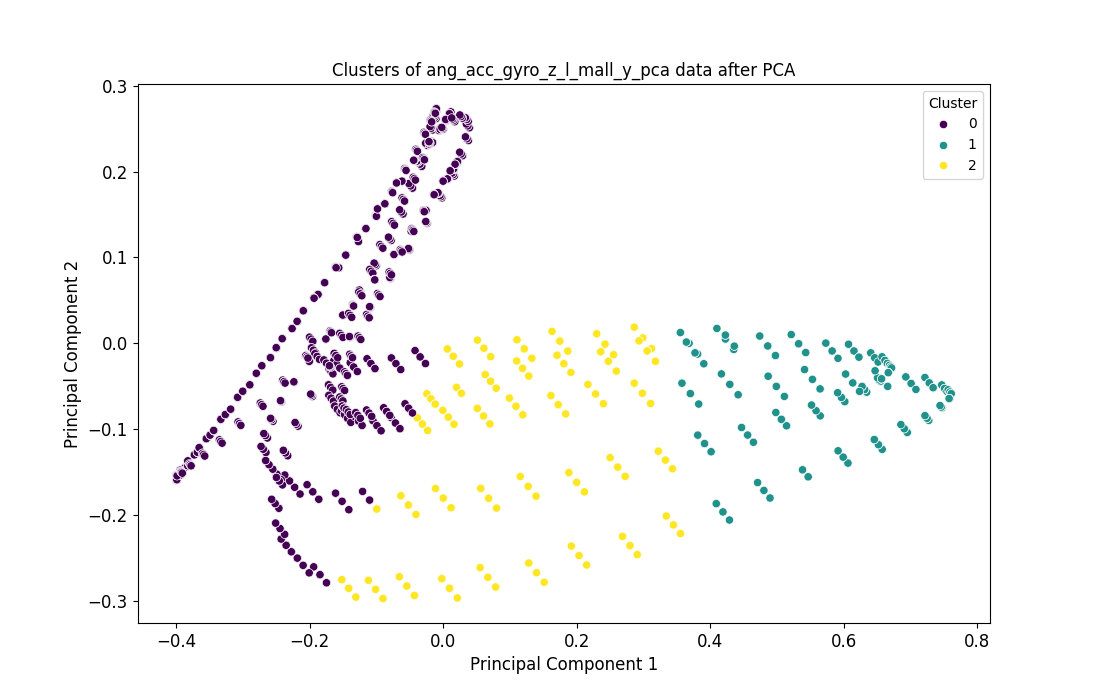 Clusters of ang_acc_gyro_z_l_mall_y_pca data after PCA
Cluster
0
1
2
0.3
0.2
0.1
0.0
−0.1
−0.2
−0.3
Principal Component 2
−0.4 −0.2 0.0 0.2 0.4 0.6 0.8
Principal Component 1